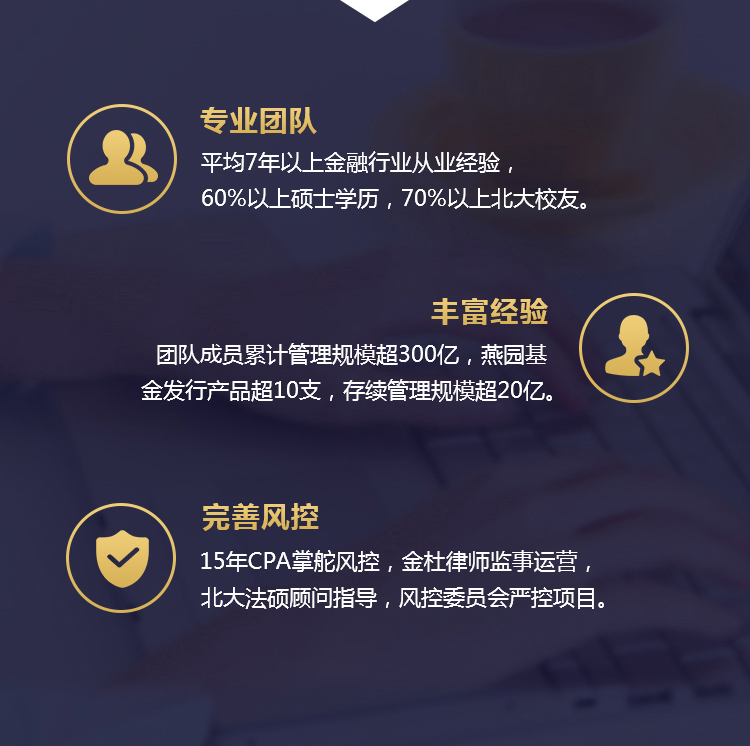 专业团队
平均7年以上金融行业从业经验，
60%以上硕士学历，70%以上北大校友。
丰富经验
团队成员累计管理规模超300亿，燕园基
金发行产品超10支，存续管理规模超20亿。
完善风控
15年CPA掌舵风控，金杜律师监事运营，
北大法硕顾问指导，风控委员会严控项目。